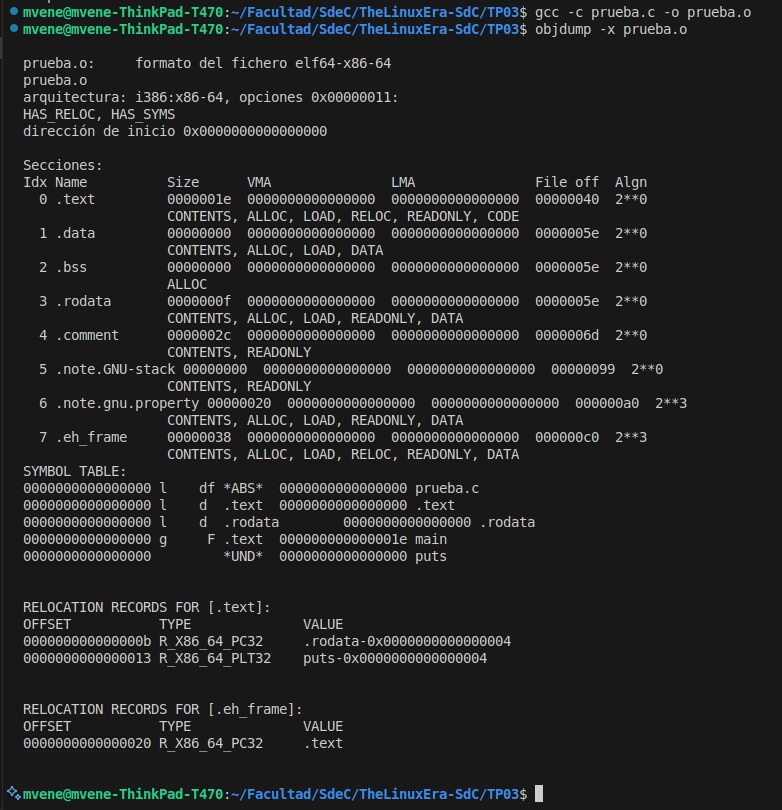 mvene@mvene-ThinkPad-T470:~/Facultad/SdeC/TheLinuxEra-SdC/TP03$ gcc -c prueba.c -o prueba.o
mvene@mvene-ThinkPad-T470:~/Facultad/SdeC/TheLinuxEra-SdC/TP03$ objdump -x prueba.o

prueba.o:     formato del fichero elf64-x86-64
prueba.o
arquitectura: i386:x86-64, opciones 0x00000011:
HAS_RELOC, HAS_SYMS
dirección de inicio 0x0000000000000000

Secciones:
Idx Name          Size      VMA               LMA               File off  Algn
  0 .text         0000001e  0000000000000000  0000000000000000  00000040  2**0
                  CONTENTS, ALLOC, LOAD, RELOC, READONLY, CODE
  1 .data         00000000  0000000000000000  0000000000000000  0000005e  2**0
                  CONTENTS, ALLOC, LOAD, DATA
  2 .bss          00000000  0000000000000000  0000000000000000  0000005e  2**0
                  ALLOC
  3 .rodata       0000000f  0000000000000000  0000000000000000  0000005e  2**0
                  CONTENTS, ALLOC, LOAD, READONLY, DATA
  4 .comment      0000002c  0000000000000000  0000000000000000  0000006d  2**0
                  CONTENTS, READONLY
  5 .note.GNU-stack 00000000  0000000000000000  0000000000000000  00000099  2**0
                  CONTENTS, READONLY
  6 .note.gnu.property 00000020  0000000000000000  0000000000000000  000000a0  2**3
                  CONTENTS, ALLOC, LOAD, READONLY, DATA
  7 .eh_frame     00000038  0000000000000000  0000000000000000  000000c0  2**3
                  CONTENTS, ALLOC, LOAD, RELOC, READONLY, DATA
SYMBOL TABLE:
0000000000000000 l    df *ABS*  0000000000000000 prueba.c
0000000000000000 l    d  .text  0000000000000000 .text
0000000000000000 l    d  .rodata        0000000000000000 .rodata
0000000000000000 g     F .text  000000000000001e main
0000000000000000         *UND*  0000000000000000 puts


RELOCATION RECORDS FOR [.text]:
OFFSET           TYPE              VALUE
000000000000000b R_X86_64_PC32     .rodata-0x0000000000000004
0000000000000013 R_X86_64_PLT32    puts-0x0000000000000004


RELOCATION RECORDS FOR [.eh_frame]:
OFFSET           TYPE              VALUE
0000000000000020 R_X86_64_PC32     .text


mvene@mvene-ThinkPad-T470:~/Facultad/SdeC/TheLinuxEra-SdC/TP03$